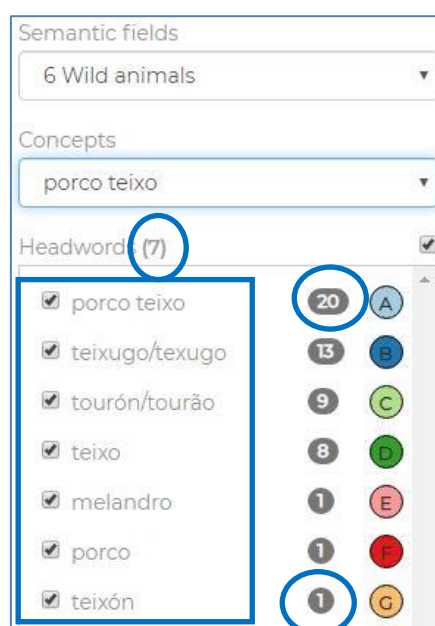 Semantic fields
6 Wild animals
Concepts
porco teixo
Headwords (7)
porco teixo 20 A
teixugo/texugo 13 B
tourón/tourão 9 C
teixo 8 D
melandro 1 E
porco 1 F
teixón 1 G